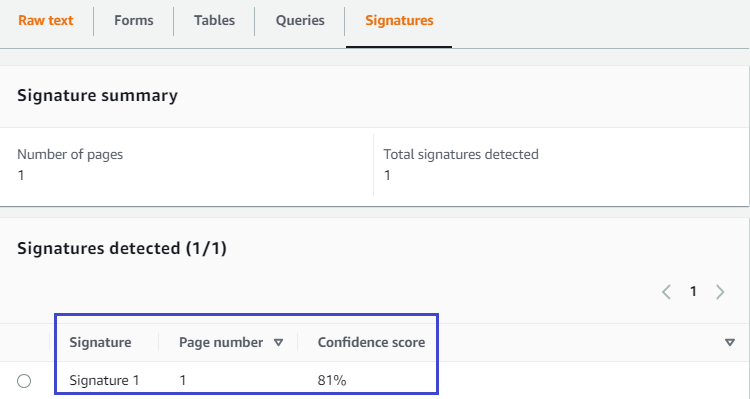 Raw text Forms Tables Queries Signatures
Signature summary
Number of pages Total signatures detected
1 1
Signatures detected (1/1)
1
Signature Page number Confidence score
Signature 1 1 81%